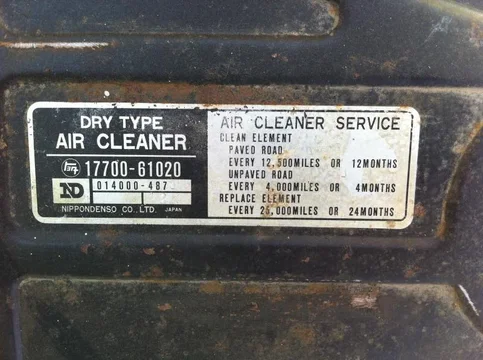 DRY TYPE
AIR CLEANER
17700-61020
ND 014000-487
NIPPONDENSO CO., LTD. JAPAN
AIR CLEANER SERVICE
CLEAN ELEMENT
PAVED ROAD
EVERY 12,500MILES OR 12MONTHS
UNPAVED ROAD
EVERY 4,000MILES OR 4MONTHS
REPLACE ELEMENT
EVERY 25,000MILES OR 24MONTHS